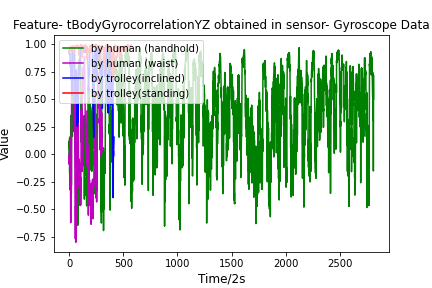 Feature- tBodyGyrocorrelationYZ obtained in sensor- Gyroscope Data
1.00
0.75
0.50
0.25
0.00
−0.25
−0.50
−0.75
Value
by human (handhold)
by human (waist)
by trolley(inclined)
by trolley(standing)
0 500 1000 1500 2000 2500
Time/2s